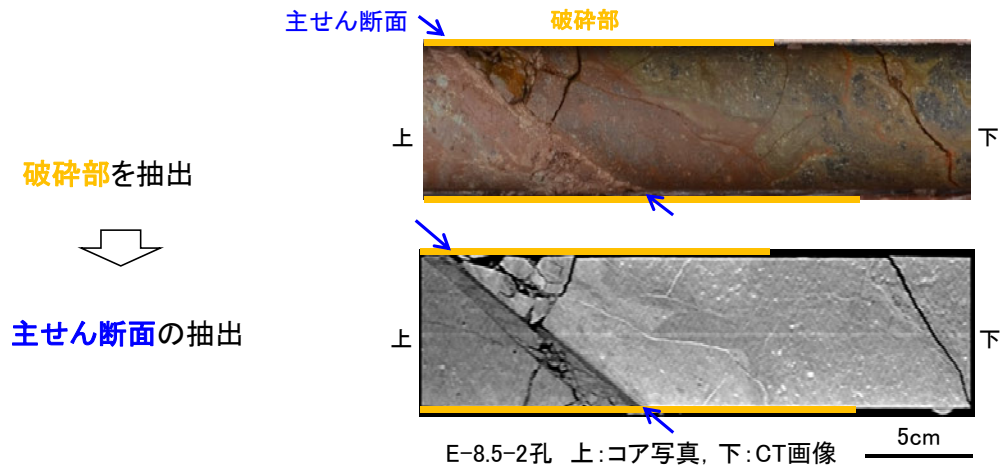 主せん断面
破砕部
上
下
破砕部を抽出
主せん断面の抽出
上
下
E-8.5-2孔 上:コア写真, 下:CT画像
5cm